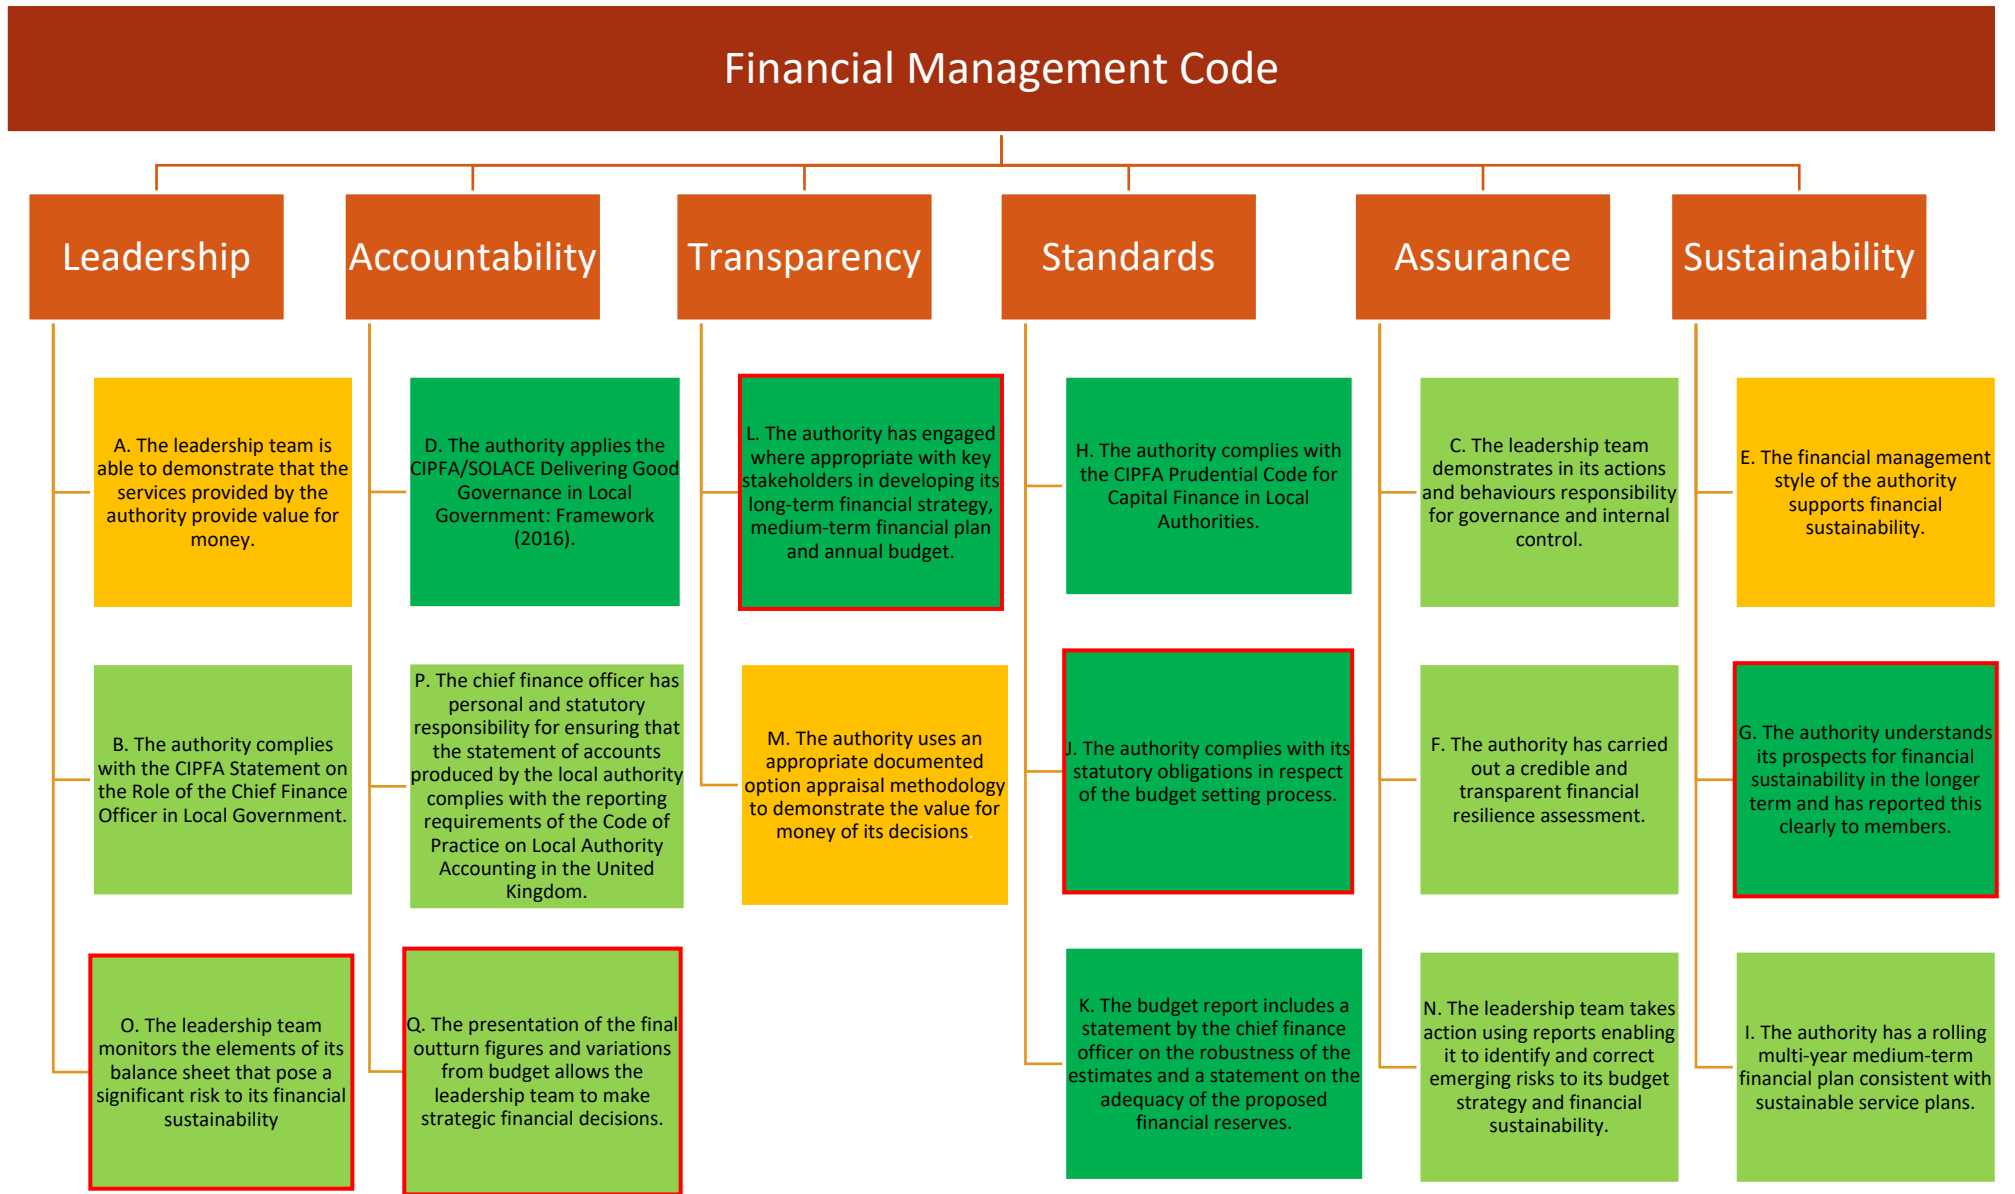 Financial Management Code
Leadership
Accountability
Transparency
Standards
Assurance
Sustainability
A. The leadership team is
able to demonstrate that the
services provided by the
authority provide value for
money.
B. The authority complies
with the CIPFA Statement on
the Role of the Chief Finance
Officer in Local Government.
O. The leadership team
monitors the elements of its
balance sheet that pose a
significant risk to its financial
sustainability
D. The authority applies the
CIPFA/SOLACE Delivering Good
Governance in Local
Government: Framework
(2016).
P. The chief finance officer has
personal and statutory
responsibility for ensuring that
the statement of accounts
produced by the local authority
complies with the reporting
requirements of the Code of
Practice on Local Authority
Accounting in the United
Kingdom.
Q. The presentation of the final
outturn figures and variations
from budget allows the
leadership team to make
strategic financial decisions.
L. The authority has engaged
where appropriate with key
stakeholders in developing its
long-term financial strategy,
medium-term financial plan
and annual budget.
M. The authority uses an
appropriate documented
option appraisal methodology
to demonstrate the value for
money of its decisions.
H. The authority complies with
the CIPFA Prudential Code for
Capital Finance in Local
Authorities.
J. The authority complies with its
statutory obligations in respect
of the budget setting process.
K. The budget report includes a
statement by the chief finance
officer on the robustness of the
estimates and a statement on the
adequacy of the proposed
financial reserves.
C. The leadership team
demonstrates in its actions
and behaviours responsibility
for governance and internal
control.
F. The authority has carried
out a credible and
transparent financial
resilience assessment.
N. The leadership team takes
action using reports enabling
it to identify and correct
emerging risks to its budget
strategy and financial
sustainability.
E. The financial management
style of the authority
supports financial
sustainability.
G. The authority understands
its prospects for financial
sustainability in the longer
term and has reported this
clearly to members.
I. The authority has a rolling
multi-year medium-term
financial plan consistent with
sustainable service plans.